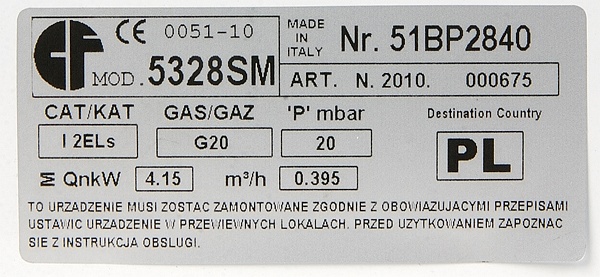 CE 0051-10
MADE IN ITALY
Nr. 51BP2840
MOD. 5328SM
ART. N. 2010. 000675
CAT/KAT GAS/GAZ 'P' mbar Destination Country
I 2ELs G20 20 PL
Σ QnkW 4.15 m³/h 0.395
TO URZADZENIE MUSI ZOSTAC ZAMONTOWANE ZGODNIE Z OBOWIAZUJACYMI PRZEPISAMI
USTAWIC URZADZENIE W PRZEWIEWNYCH LOKALACH. PRZED UZYTKOWANIEM ZAPOZNAC
SIE Z INSTRUKCJA OBSLUGI.